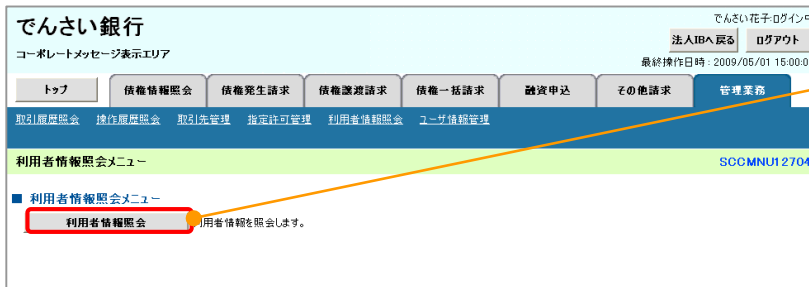 でんさい銀行
でんさい花子:ログイン中
コーポレートメッセージ表示エリア
法人IBへ戻る ログアウト
最終操作日時：2009/05/01 15:00:0
トップ 債権情報照会 債権発生請求 債権譲渡請求 債権一括請求 融資申込 その他請求 管理業務
取引履歴照会 操作履歴照会 取引先管理 指定許可管理 利用者情報照会 ユーザ情報管理
利用者情報照会メニュー SCCMNU12704
■ 利用者情報照会メニュー
利用者情報照会 利用者情報を照会します。